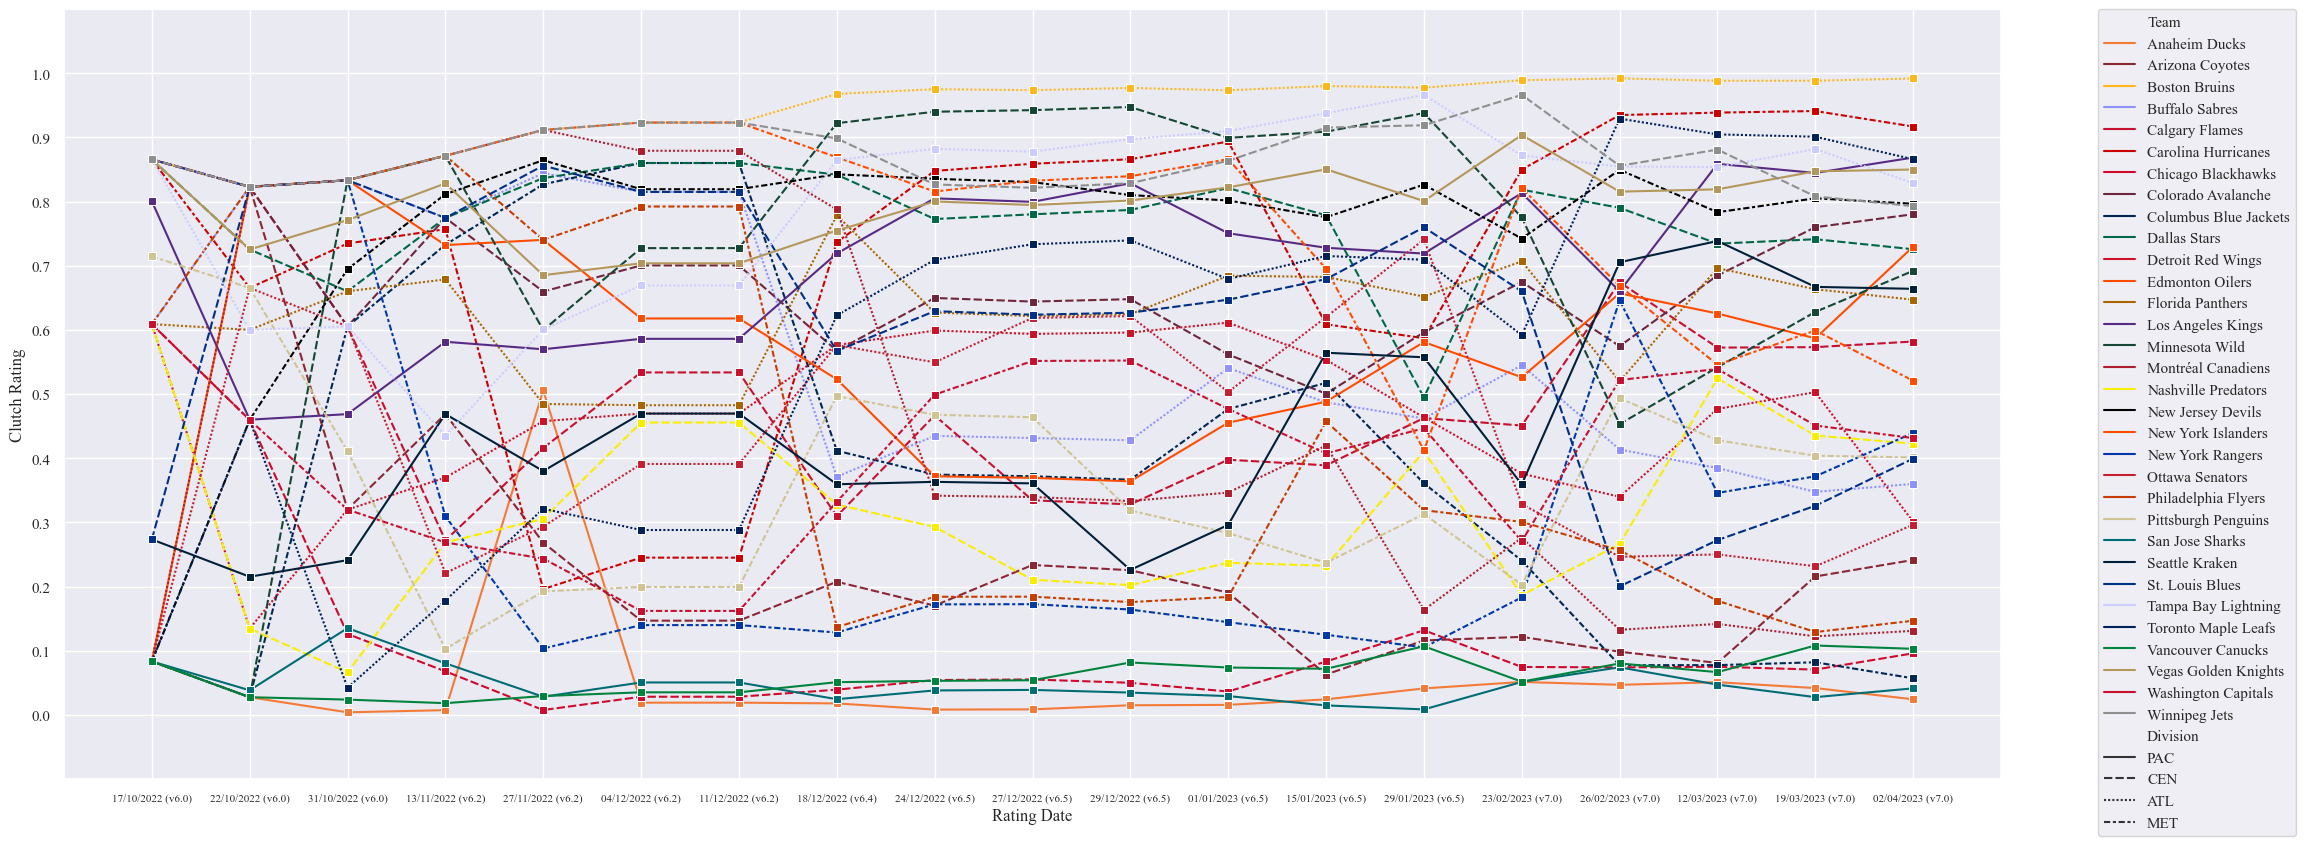 1.0
0.9
0.8
0.7
0.6
0.5
0.4
0.3
0.2
0.1
0.0
Clutch Rating
17/10/2022 (v6.0) 22/10/2022 (v6.0) 31/10/2022 (v6.0) 13/11/2022 (v6.2) 27/11/2022 (v6.2) 04/12/2022 (v6.2) 11/12/2022 (v6.2) 18/12/2022 (v6.4) 24/12/2022 (v6.5) 27/12/2022 (v6.5) 29/12/2022 (v6.5) 01/01/2023 (v6.5) 15/01/2023 (v6.5) 29/01/2023 (v6.5) 23/02/2023 (v7.0) 26/02/2023 (v7.0) 12/03/2023 (v7.0) 19/03/2023 (v7.0) 02/04/2023 (v7.0)
Rating Date
Team
Anaheim Ducks
Arizona Coyotes
Boston Bruins
Buffalo Sabres
Calgary Flames
Carolina Hurricanes
Chicago Blackhawks
Colorado Avalanche
Columbus Blue Jackets
Dallas Stars
Detroit Red Wings
Edmonton Oilers
Florida Panthers
Los Angeles Kings
Minnesota Wild
Montréal Canadiens
Nashville Predators
New Jersey Devils
New York Islanders
New York Rangers
Ottawa Senators
Philadelphia Flyers
Pittsburgh Penguins
San Jose Sharks
Seattle Kraken
St. Louis Blues
Tampa Bay Lightning
Toronto Maple Leafs
Vancouver Canucks
Vegas Golden Knights
Washington Capitals
Winnipeg Jets
Division
PAC
CEN
ATL
MET